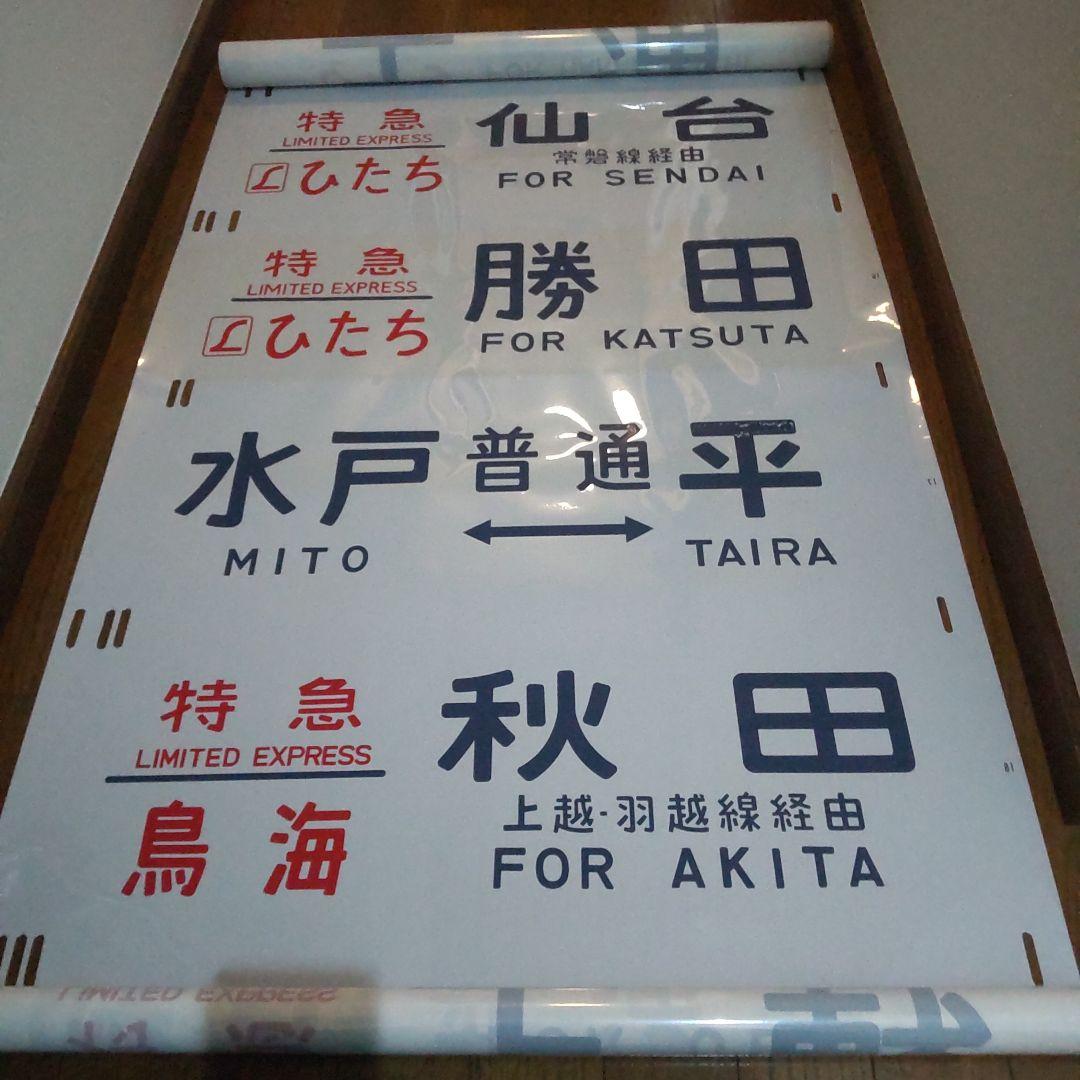 特急 仙台
LIMITED EXPRESS
常磐線経由
Lひたち FOR SENDAI
特急 勝田
LIMITED EXPRESS
Lひたち FOR KATSUTA
水戸 普通 平
MITO TAIRA
特急 秋田
LIMITED EXPRESS
上越・羽越線経由
鳥海 FOR AKITA